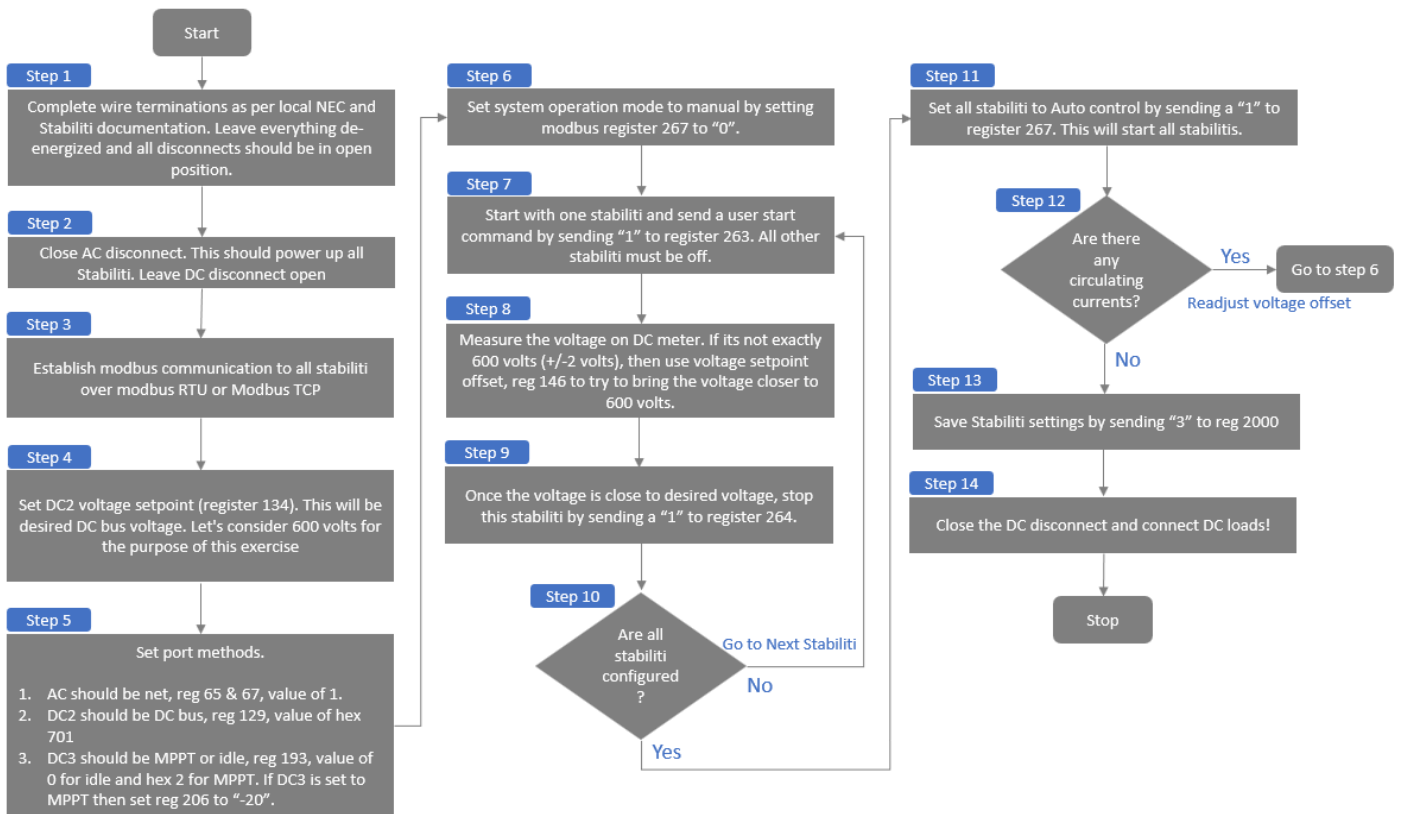 Start
Step 1
Complete wire terminations as per local NEC and
Stabiliti documentation. Leave everything de-
energized and all disconnects should be in open
position.
Step 2
Close AC disconnect. This should power up all
Stabiliti. Leave DC disconnect open
Step 3
Establish modbus communication to all stabiliti
over modbus RTU or Modbus TCP
Step 4
Set DC2 voltage setpoint (register 134). This will be
desired DC bus voltage. Let's consider 600 volts for
the purpose of this exercise
Step 5
Set port methods.
1. AC should be net, reg 65 & 67, value of 1.
2. DC2 should be DC bus, reg 129, value of hex
701
3. DC3 should be MPPT or idle, reg 193, value of
0 for idle and hex 2 for MPPT. If DC3 is set to
MPPT then set reg 206 to “-20”.
Step 6
Set system operation mode to manual by setting
modbus register 267 to “0”.
Step 7
Start with one stabiliti and send a user start
command by sending “1” to register 263. All other
stabiliti must be off.
Step 8
Measure the voltage on DC meter. If its not exactly
600 volts (+/-2 volts), then use voltage setpoint
offset, reg 146 to try to bring the voltage closer to
600 volts.
Step 9
Once the voltage is close to desired voltage, stop
this stabiliti by sending a “1” to register 264.
Step 10
Are all
stabiliti
configured
?
Go to Next Stabiliti
No
Yes
Step 11
Set all stabiliti to Auto control by sending a “1” to
register 267. This will start all stabilitis.
Step 12
Are there
any
circulating
currents?
Yes
Go to step 6
Readjust voltage offset
No
Step 13
Save Stabiliti settings by sending “3” to reg 2000
Step 14
Close the DC disconnect and connect DC loads!
Stop